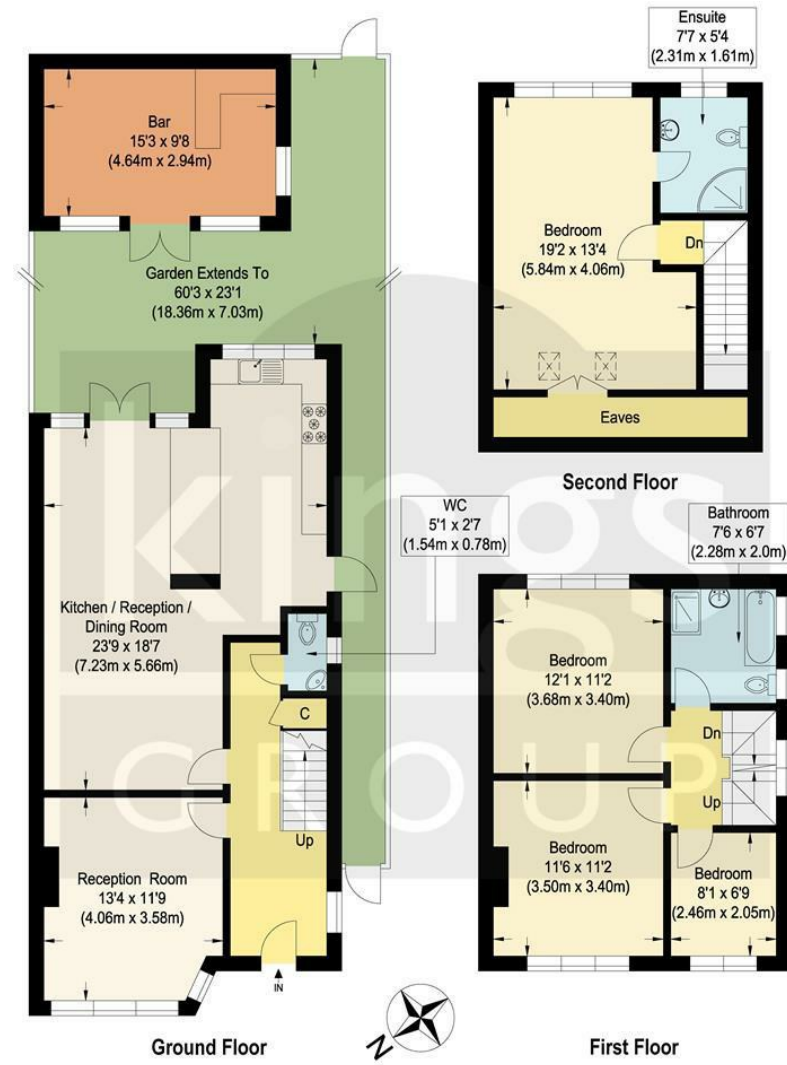 Bar
15'3 x 9'8
(4.64m x 2.94m)
Garden Extends To
60'3 x 23'1
(18.36m x 7.03m)
WC
5'1 x 2'7
(1.54m x 0.78m)
Kitchen / Reception /
Dining Room
23'9 x 18'7
(7.23m x 5.66m)
C
Up
Reception Room
13'4 x 11'9
(4.06m x 3.58m)
IN
Ground Floor
N
Ensuite
7'7 x 5'4
(2.31m x 1.61m)
Bedroom
19'2 x 13'4
(5.84m x 4.06m)
Dn
Eaves
Second Floor
Bathroom
7'6 x 6'7
(2.28m x 2.0m)
Bedroom
12'1 x 11'2
(3.68m x 3.40m)
Dn
Up
Bedroom
11'6 x 11'2
(3.50m x 3.40m)
Bedroom
8'1 x 6'9
(2.46m x 2.05m)
First Floor
kings
GROUP